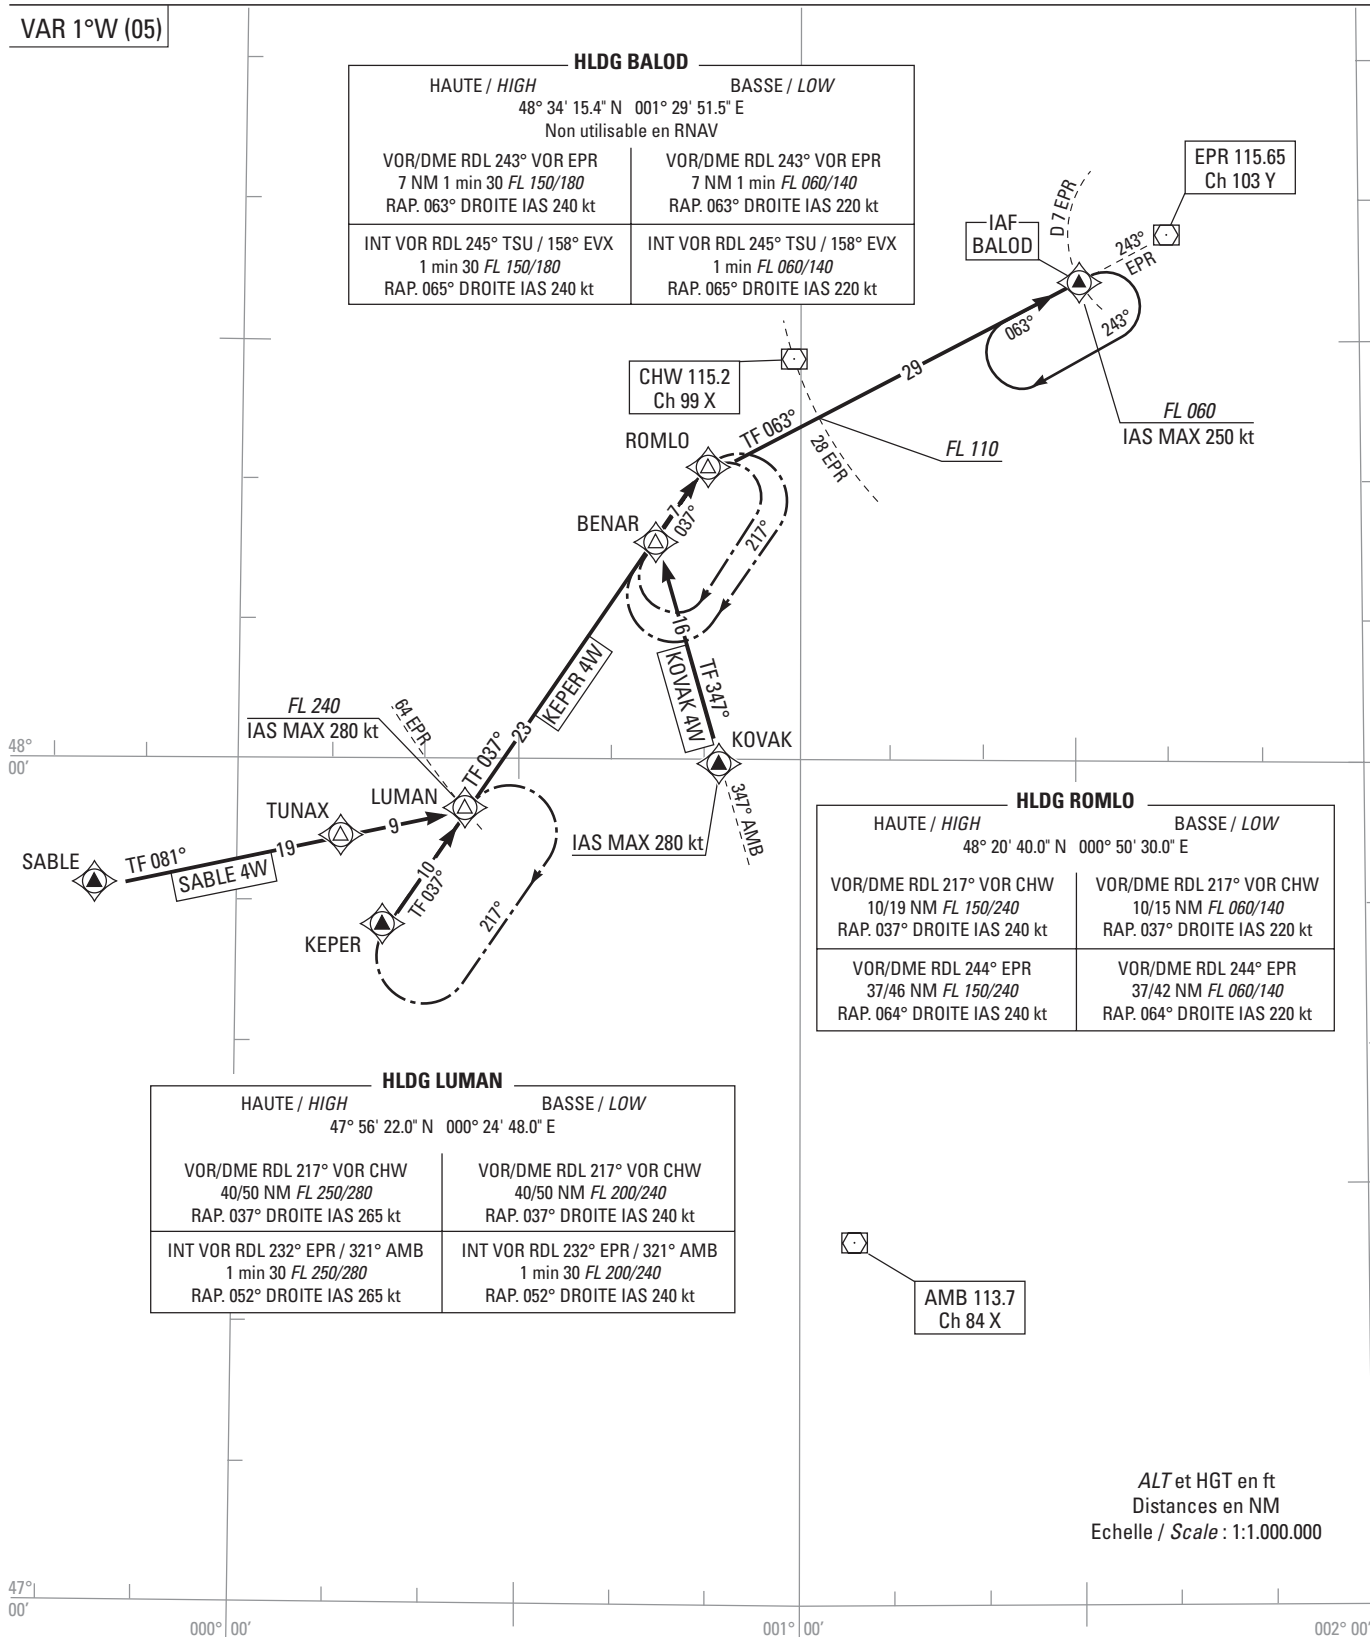 VAR 1°W (05)
HLDG BALOD
HAUTE / HIGH BASSE / LOW
48° 34' 15.4" N 001° 29' 51.5" E
Non utilisable en RNAV
VOR/DME RDL 243° VOR EPR
7 NM 1 min 30 FL 150/180
RAP. 063° DROITE IAS 240 kt
VOR/DME RDL 243° VOR EPR
7 NM 1 min FL 060/140
RAP. 063° DROITE IAS 220 kt
INT VOR RDL 245° TSU / 158° EVX
1 min 30 FL 150/180
RAP. 065° DROITE IAS 240 kt
INT VOR RDL 245° TSU / 158° EVX
1 min FL 060/140
RAP. 065° DROITE IAS 220 kt
EPR 115.65
Ch 103 Y
D 7 EPR
IAF
BALOD
243°
EPR
063°
243°
29
CHW 115.2
Ch 99 X
FL 060
IAS MAX 250 kt
TF 063°
ROMLO
28 EPR
FL 110
BENAR
7
037°
217°
16
KEPER 4W
KOVAK 4W
TF 347°
FL 240
IAS MAX 280 kt
64 EPR
23
TF 037°
KOVAK
48°
00'
LUMAN
TUNAX
9
347° AMB
IAS MAX 280 kt
SABLE
TF 081°
19
SABLE 4W
10
TF 037°
217°
KEPER
HLDG ROMLO
HAUTE / HIGH BASSE / LOW
48° 20' 40.0" N 000° 50' 30.0" E
VOR/DME RDL 217° VOR CHW
10/19 NM FL 150/240
RAP. 037° DROITE IAS 240 kt
VOR/DME RDL 217° VOR CHW
10/15 NM FL 060/140
RAP. 037° DROITE IAS 220 kt
VOR/DME RDL 244° EPR
37/46 NM FL 150/240
RAP. 064° DROITE IAS 240 kt
VOR/DME RDL 244° EPR
37/42 NM FL 060/140
RAP. 064° DROITE IAS 220 kt
HLDG LUMAN
HAUTE / HIGH BASSE / LOW
47° 56' 22.0" N 000° 24' 48.0" E
VOR/DME RDL 217° VOR CHW
40/50 NM FL 250/280
RAP. 037° DROITE IAS 265 kt
VOR/DME RDL 217° VOR CHW
40/50 NM FL 200/240
RAP. 037° DROITE IAS 240 kt
INT VOR RDL 232° EPR / 321° AMB
1 min 30 FL 250/280
RAP. 052° DROITE IAS 265 kt
INT VOR RDL 232° EPR / 321° AMB
1 min 30 FL 200/240
RAP. 052° DROITE IAS 240 kt
AMB 113.7
Ch 84 X
ALT et HGT en ft
Distances en NM
Echelle / Scale : 1:1.000.000
47°
00'
000° 00'
001° 00'
002° 00'